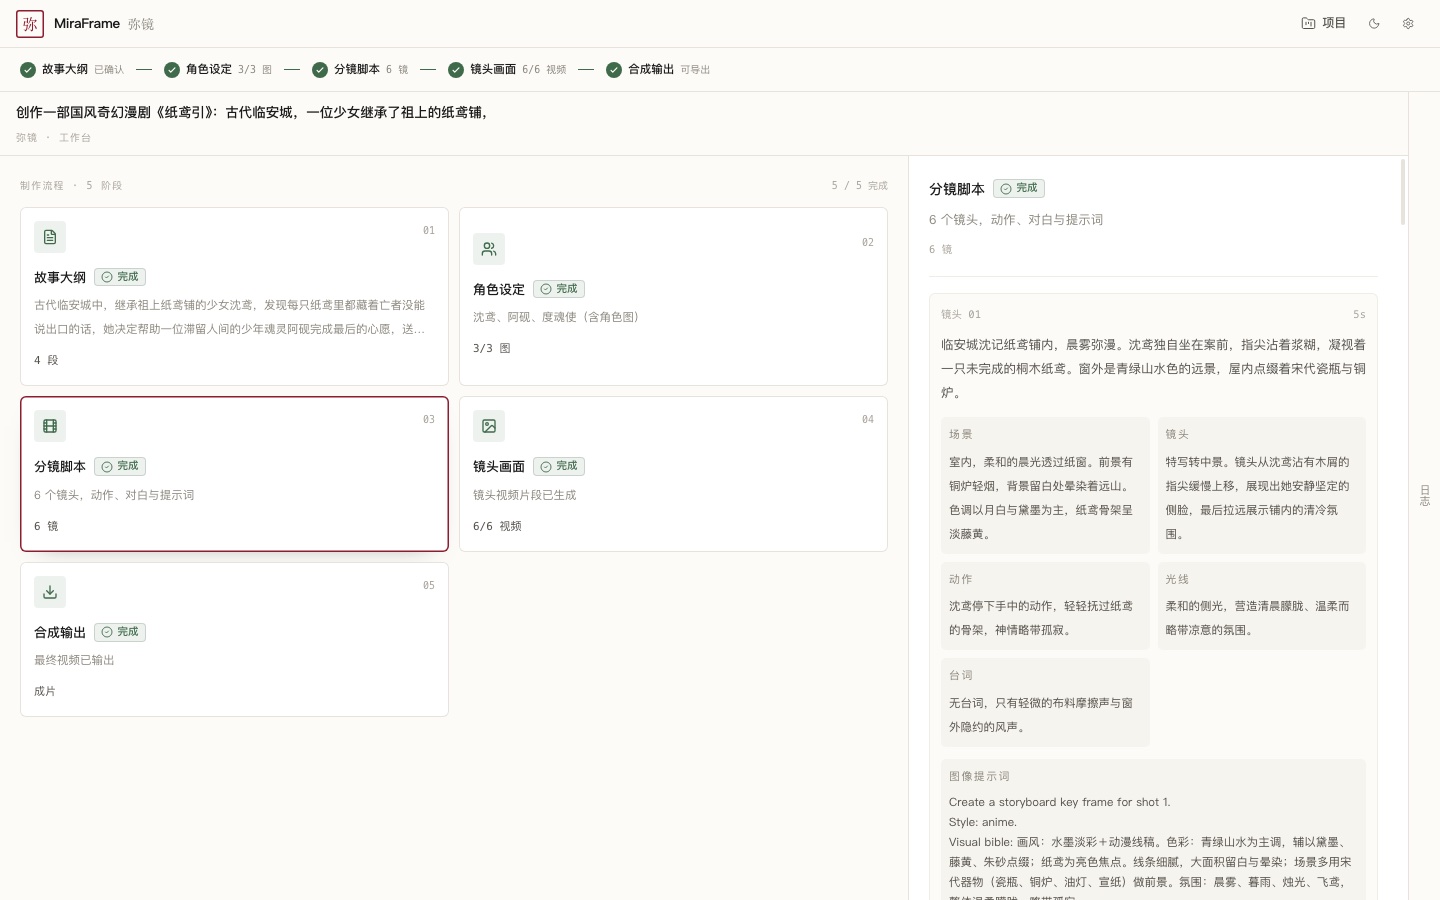 弥 MiraFrame 弥镜
项目
故事大纲 已确认 角色设定 3/3 图 分镜脚本 6 镜 镜头画面 6/6 视频 合成输出 可导出
创作一部国风奇幻漫剧《纸鸢引》：古代临安城，一位少女继承了祖上的纸鸢铺，
弥镜 · 工作台
制作流程 · 5 阶段
5 / 5 完成
01
故事大纲 完成
古代临安城中，继承祖上纸鸢铺的少女沈鸢，发现每只纸鸢里都藏着亡者没能
说出口的话，她决定帮助一位滞留人间的少年魂灵阿砚完成最后的心愿，送...
4 段
02
角色设定 完成
沈鸢、阿砚、度魂使（含角色图）
3/3 图
03
分镜脚本 完成
6 个镜头，动作、对白与提示词
6 镜
04
镜头画面 完成
镜头视频片段已生成
6/6 视频
05
合成输出 完成
最终视频已输出
成片
分镜脚本 完成
6 个镜头，动作、对白与提示词
6 镜
镜头 01
5s
临安城沈记纸鸢铺内，晨雾弥漫。沈鸢独自坐在案前，指尖沾着浆糊，凝视着
一只未完成的桐木纸鸢。窗外是青绿山水色的远景，屋内点缀着宋代瓷瓶与铜
炉。
场景
室内，柔和的晨光透过纸窗。前景有
铜炉轻烟，背景留白处晕染着远山。
色调以月白与黛墨为主，纸鸢骨架呈
淡藤黄。
镜头
特写转中景。镜头从沈鸢沾有木屑的
指尖缓慢上移，展现出她安静坚定的
侧脸，最后拉远展示铺内的清冷氛
围。
动作
沈鸢停下手中的动作，轻轻抚过纸鸢
的骨架，神情略带孤寂。
光线
柔和的侧光，营造清晨朦胧、温柔而
略带凉意的氛围。
台词
无台词，只有轻微的布料摩擦声与窗
外隐约的风声。
图像提示词
Create a storyboard key frame for shot 1.
Style: anime.
Visual bible: 画风：水墨淡彩＋动漫线稿。色彩：青绿山水为主调，辅以黛墨、
藤黄、朱砂点缀；纸鸢为亮色焦点。线条细腻，大面积留白与晕染；场景多用宋
代器物（瓷瓶、铜炉、油灯、宣纸）做前景。氛围：晨雾、暮雨、烛光、飞鸢，
日志